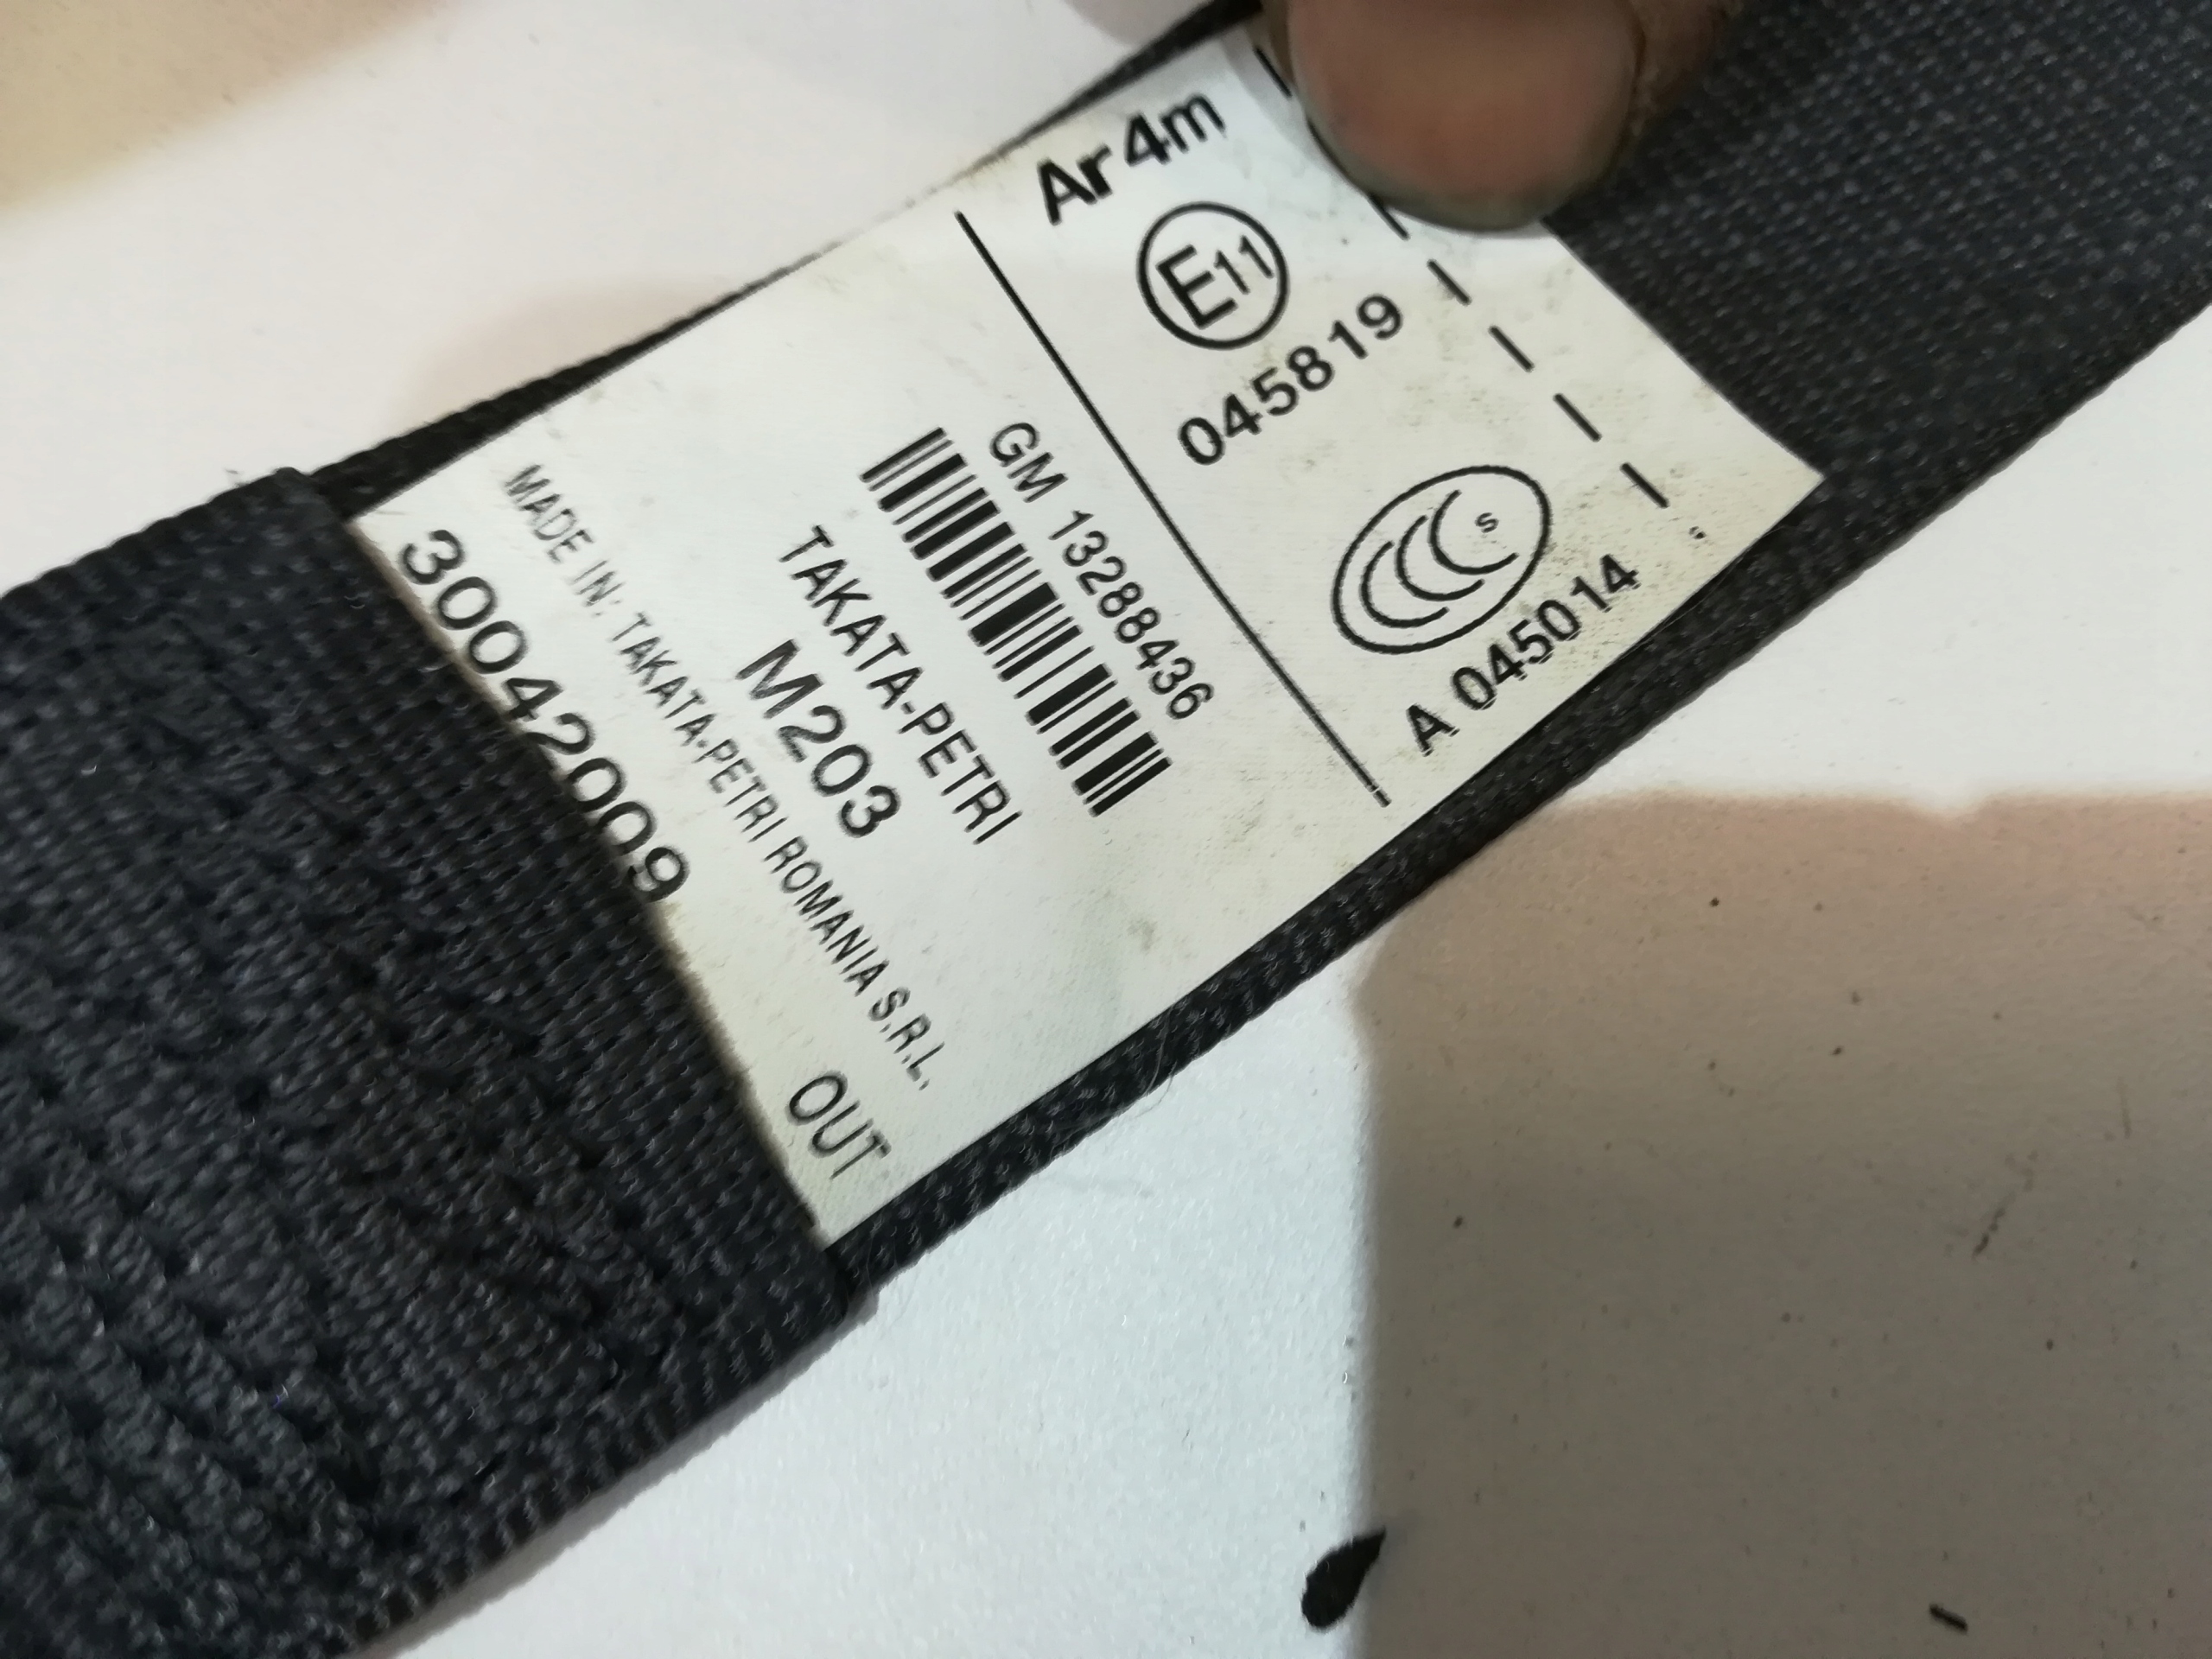 Ar4m
E11
045819
S
A 045014
GM 13288436
TAKATA-PETRI
M203
MADE IN: TAKATA-PETRI ROMANIA S.R.L.
30042009
OUT